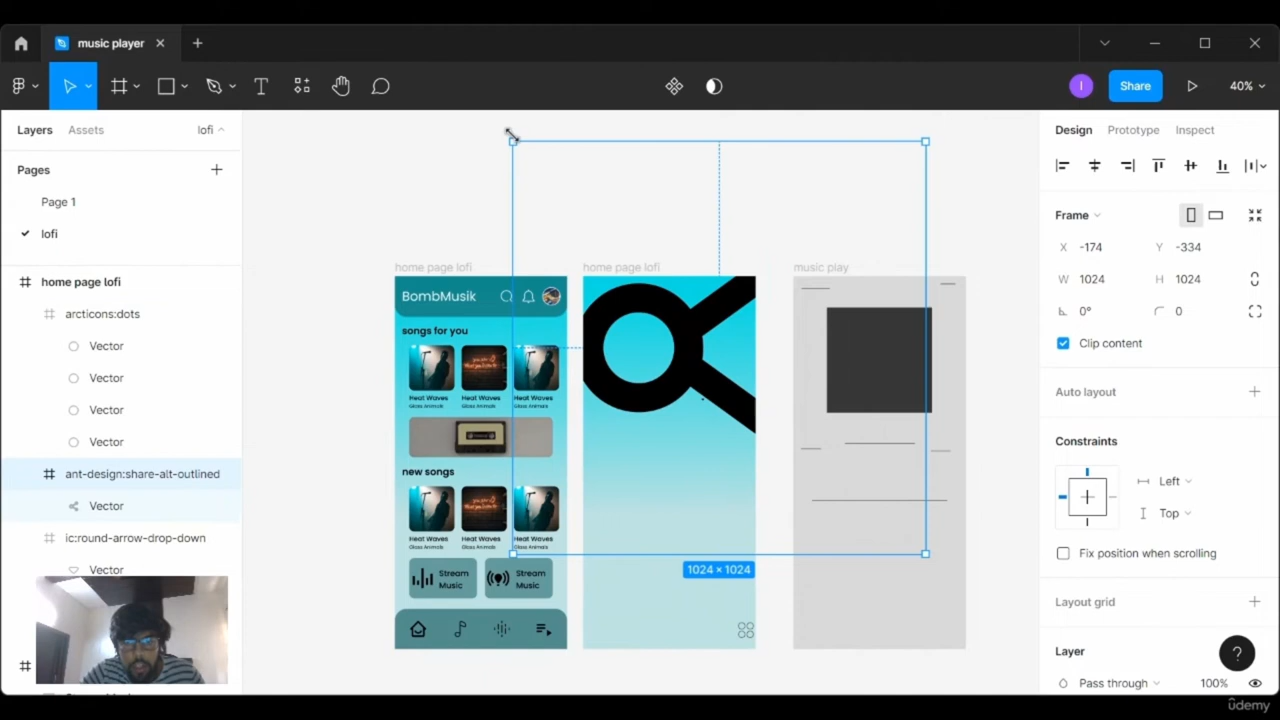 music player
Share
40%
Layers
Assets
lofi
Pages
Page 1
lofi
home page lofi
arcticons:dots
Vector
Vector
Vector
Vector
ant-design:share-alt-outlined
Vector
ic:round-arrow-drop-down
Vector
home page lofi
BombMusik
songs for you
Heat Waves
Glass Animals
Heat Waves
Glass Animals
Heat Waves
Glass Animals
new songs
Heat Waves
Glass Animals
Heat Waves
Glass Animals
Heat Waves
Glass Animals
Stream
Music
Stream
Music
home page lofi
music play
1024 × 1024
Design
Prototype
Inspect
Frame
X -174
Y -334
W 1024
H 1024
0°
0
Clip content
Auto layout
Constraints
Left
Top
Fix position when scrolling
Layout grid
Layer
?
Pass through
100%
I
ûdemy